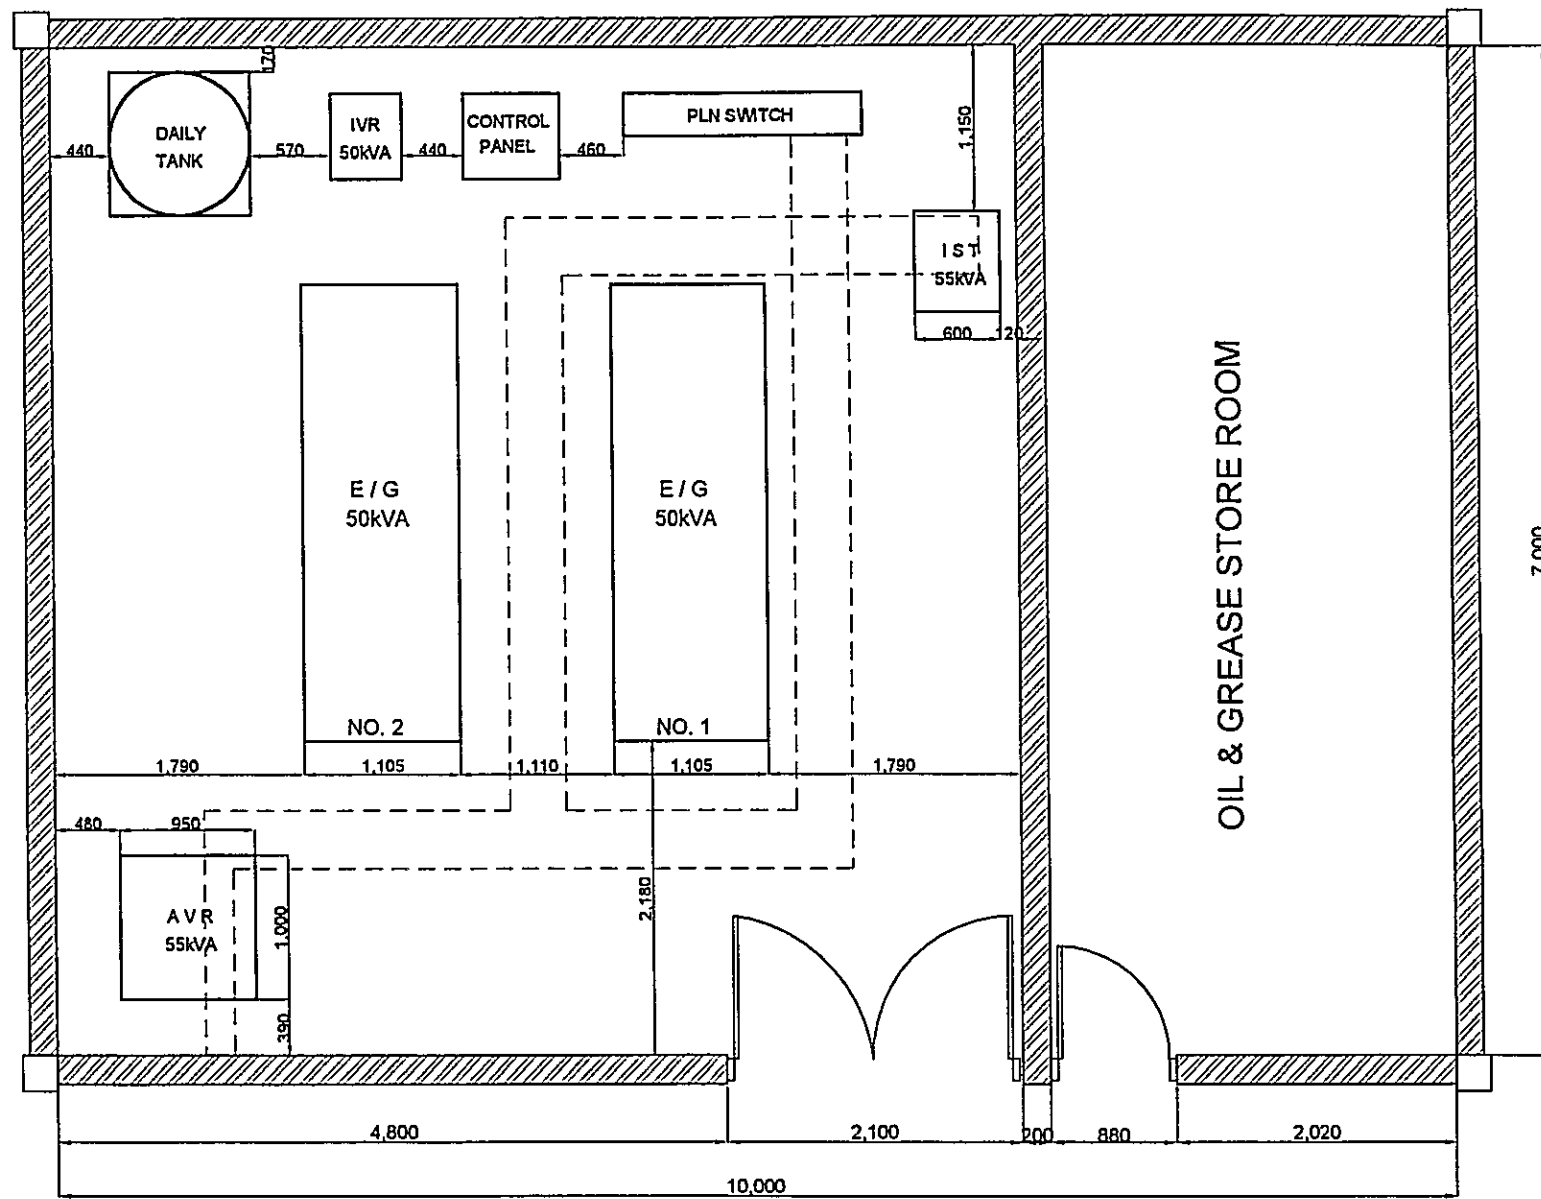 170
DAILY
TANK
IVR
50kVA
CONTROL
PANEL
PLN SWITCH
440
570
440
460
1,150
I S T
55kVA
600
120
E / G
50kVA
E / G
50kVA
OIL & GREASE STORE ROOM
7,000
NO. 2
NO. 1
1,790
1,105
1,110
1,105
1,790
480
950
A V R
55kVA
1,000
2,180
390
4,800
2,100
200
880
2,020
10,000